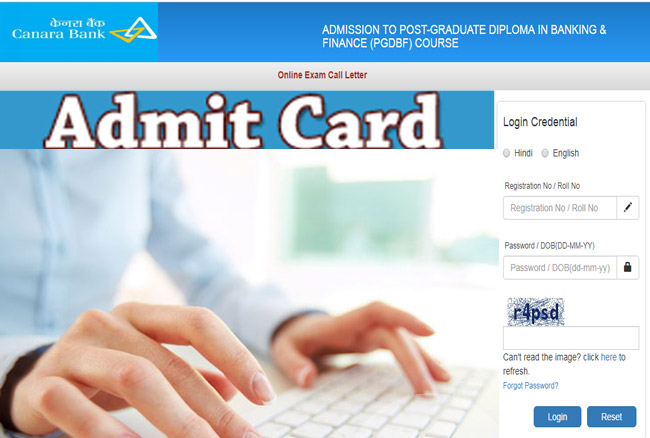 केनरा बैंक
Canara Bank
ADMISSION TO POST-GRADUATE DIPLOMA IN BANKING &
FINANCE (PGDBF) COURSE
Online Exam Call Letter
Admit Card
Login Credential
Hindi English
Registration No / Roll No
Registration No / Roll No
Password / DOB(DD-MM-YY)
Password / DOB(dd-mm-yy)
r4psd
Can't read the image? click here to
refresh.
Forgot Password?
Login Reset